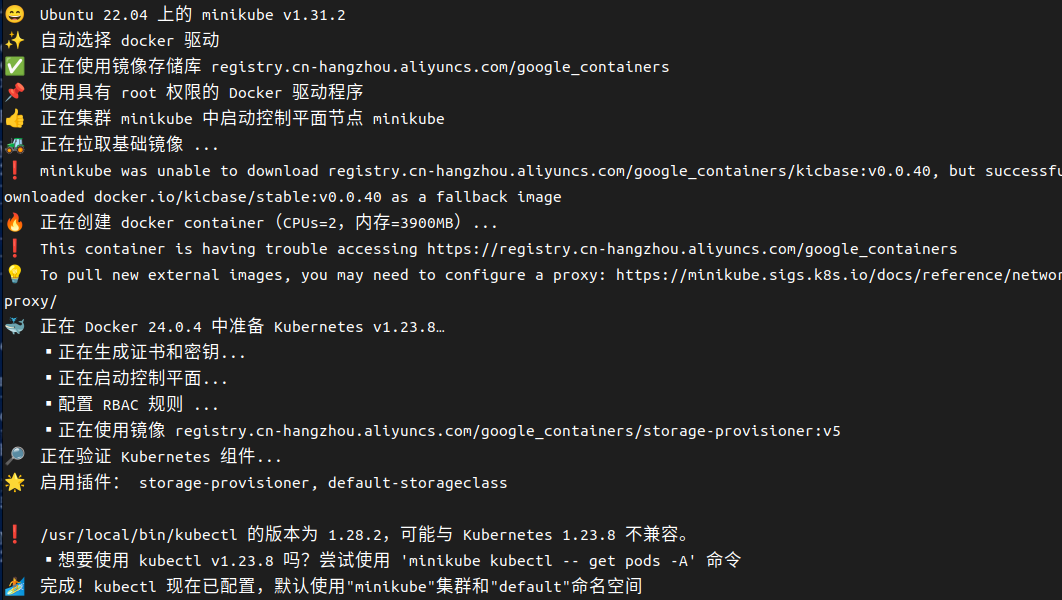 😄 Ubuntu 22.04 上的 minikube v1.31.2
✨ 自动选择 docker 驱动
✅ 正在使用镜像存储库 registry.cn-hangzhou.aliyuncs.com/google_containers
📌 使用具有 root 权限的 Docker 驱动程序
👍 正在集群 minikube 中启动控制平面节点 minikube
🚜 正在拉取基础镜像 ...
❗ minikube was unable to download registry.cn-hangzhou.aliyuncs.com/google_containers/kicbase:v0.0.40, but successfu
ownloaded docker.io/kicbase/stable:v0.0.40 as a fallback image
🔥 正在创建 docker container（CPUs=2，内存=3900MB）...
❗ This container is having trouble accessing https://registry.cn-hangzhou.aliyuncs.com/google_containers
💡 To pull new external images, you may need to configure a proxy: https://minikube.sigs.k8s.io/docs/reference/networ
proxy/
🐳 正在 Docker 24.0.4 中准备 Kubernetes v1.23.8…
▪ 正在生成证书和密钥...
▪ 正在启动控制平面...
▪ 配置 RBAC 规则 ...
▪ 正在使用镜像 registry.cn-hangzhou.aliyuncs.com/google_containers/storage-provisioner:v5
🔎 正在验证 Kubernetes 组件...
🌟 启用插件： storage-provisioner, default-storageclass
❗ /usr/local/bin/kubectl 的版本为 1.28.2，可能与 Kubernetes 1.23.8 不兼容。
▪ 想要使用 kubectl v1.23.8 吗？尝试使用 'minikube kubectl -- get pods -A' 命令
🏄 完成！kubectl 现在已配置，默认使用"minikube"集群和"default"命名空间